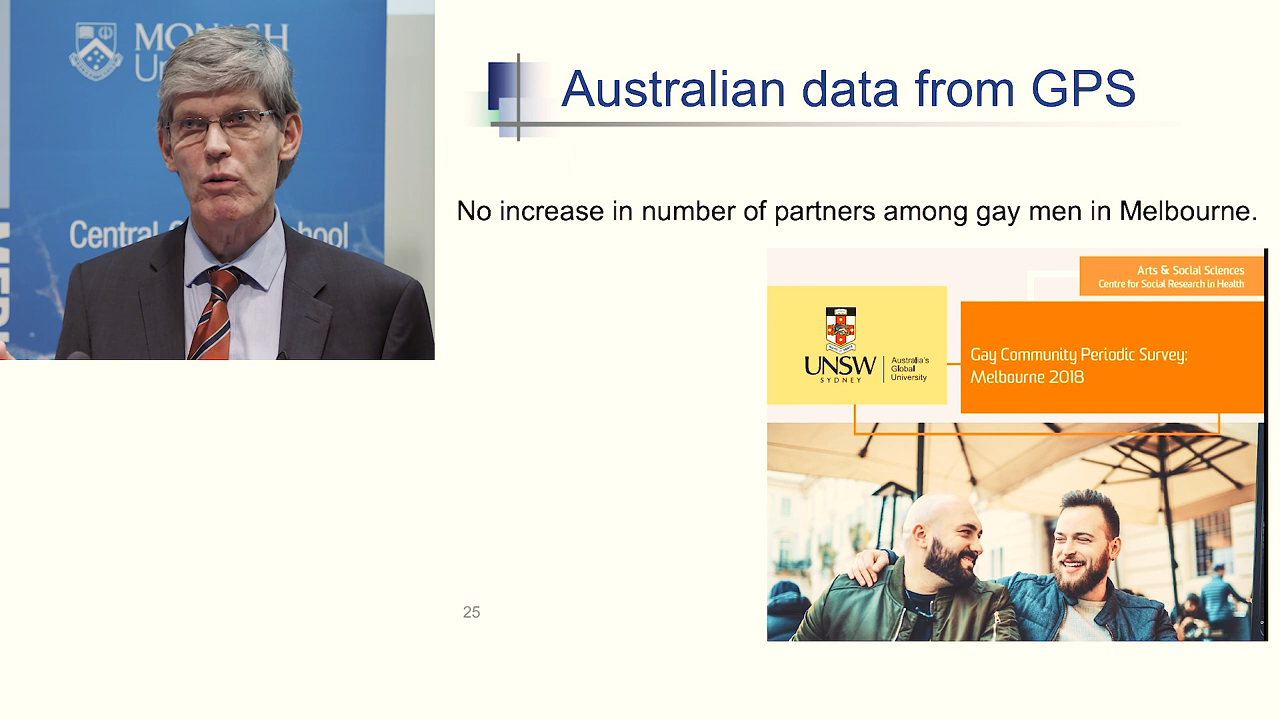 MONASH
Central
Australian data from GPS
No increase in number of partners among gay men in Melbourne.
Arts & Social Sciences
Centre for Social Research in Health
UNSW
SYDNEY
Australia's
Global
University
Gay Community Periodic Survey:
Melbourne 2018
25